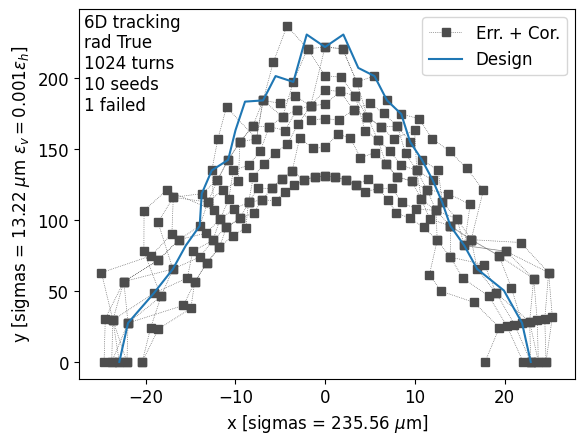 6D tracking
rad True
1024 turns
10 seeds
1 failed
Err. + Cor.
Design
y [sigmas = 13.22 μm ε_v = 0.001ε_h]
200
150
100
50
0
−20
−10
0
10
20
x [sigmas = 235.56 μm]